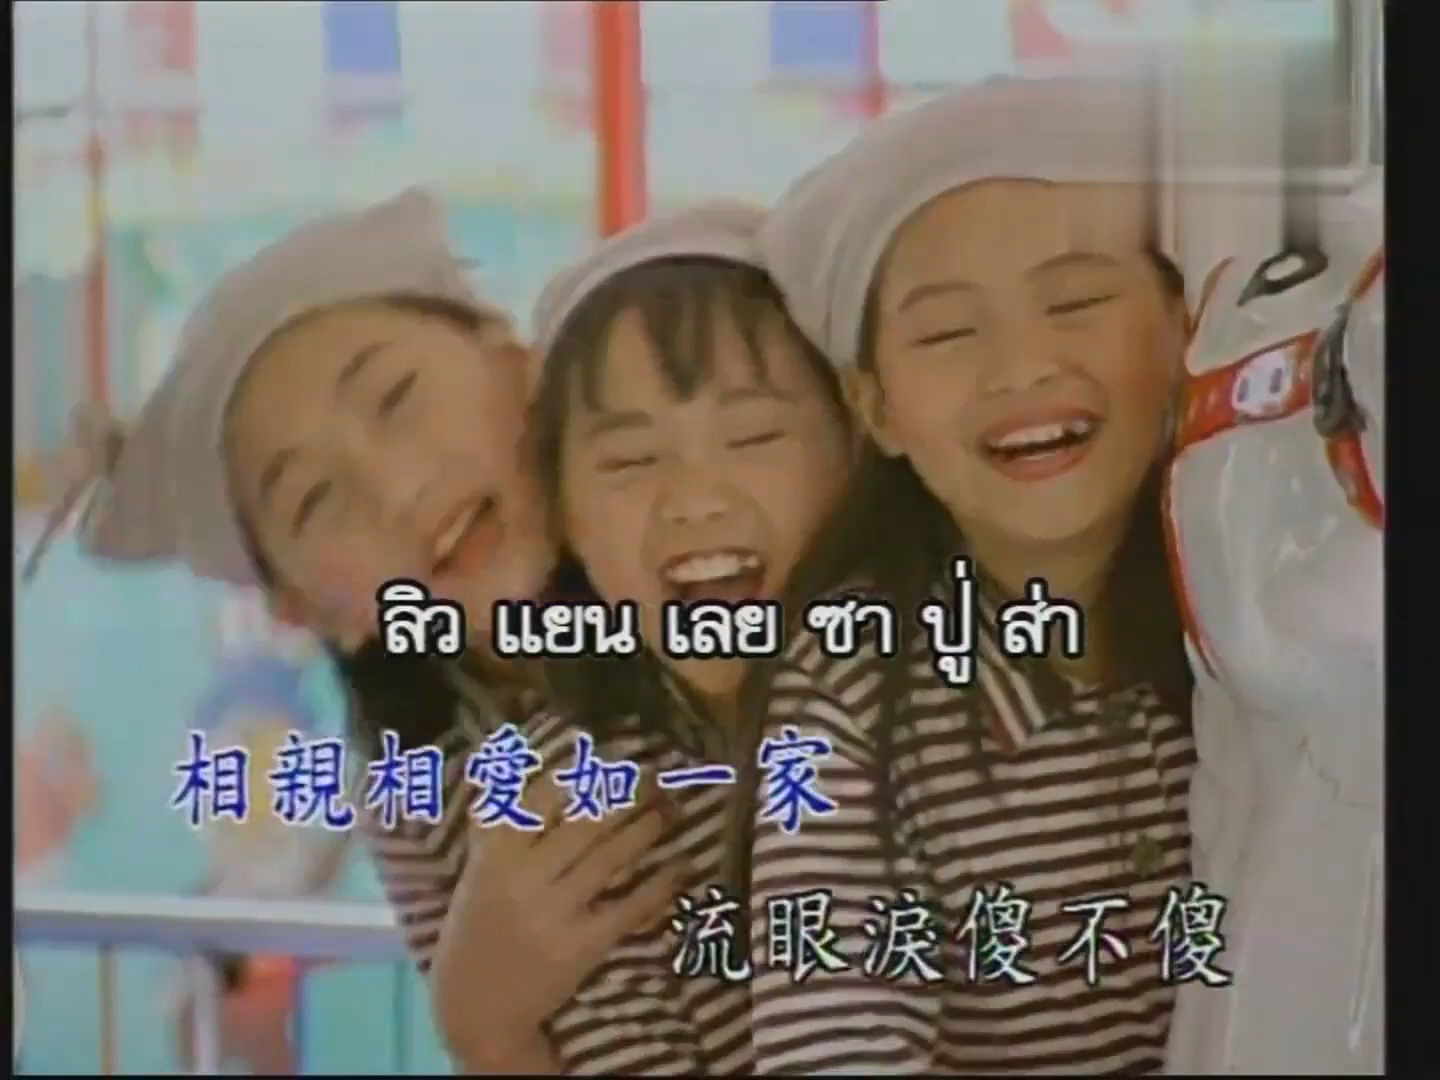 สิว แยน เลย ซา ปู่ ส่า
相親相愛如一家
流眼淚傻不傻